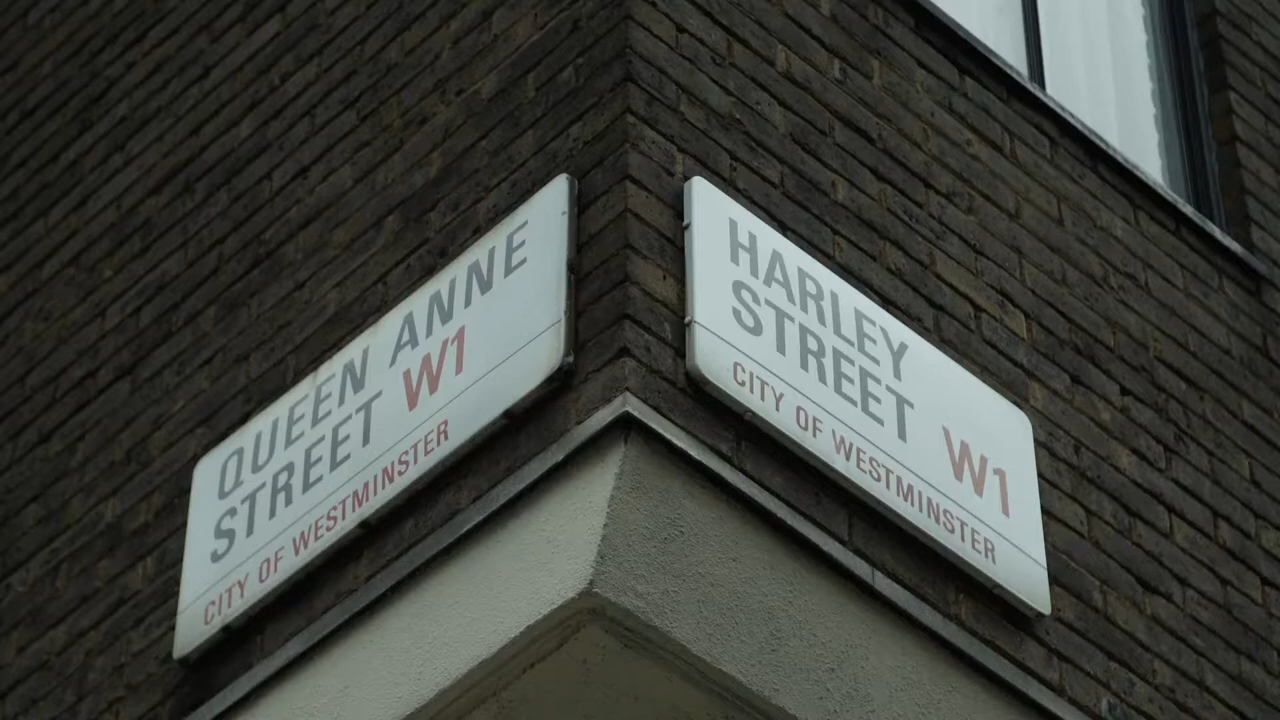 QUEEN ANNE
STREET W1
CITY OF WESTMINSTER
HARLEY
STREET W1
CITY OF WESTMINSTER